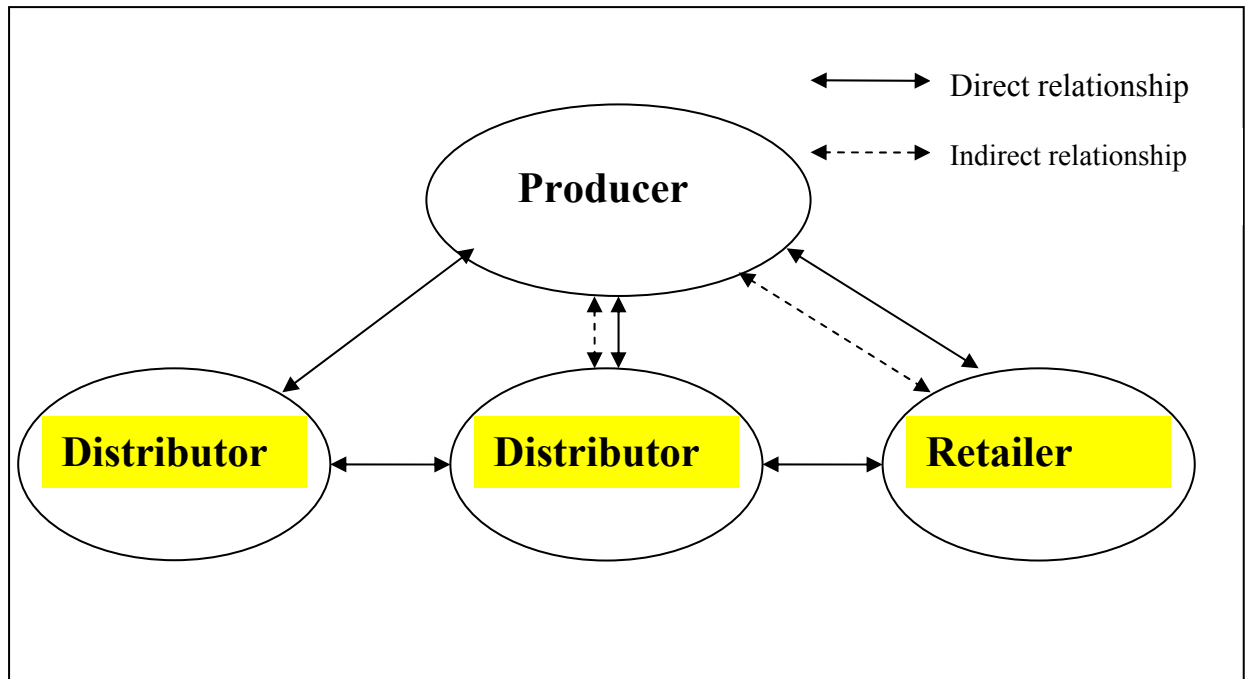 Direct relationship
Indirect relationship
Producer
Distributor
Distributor
Retailer